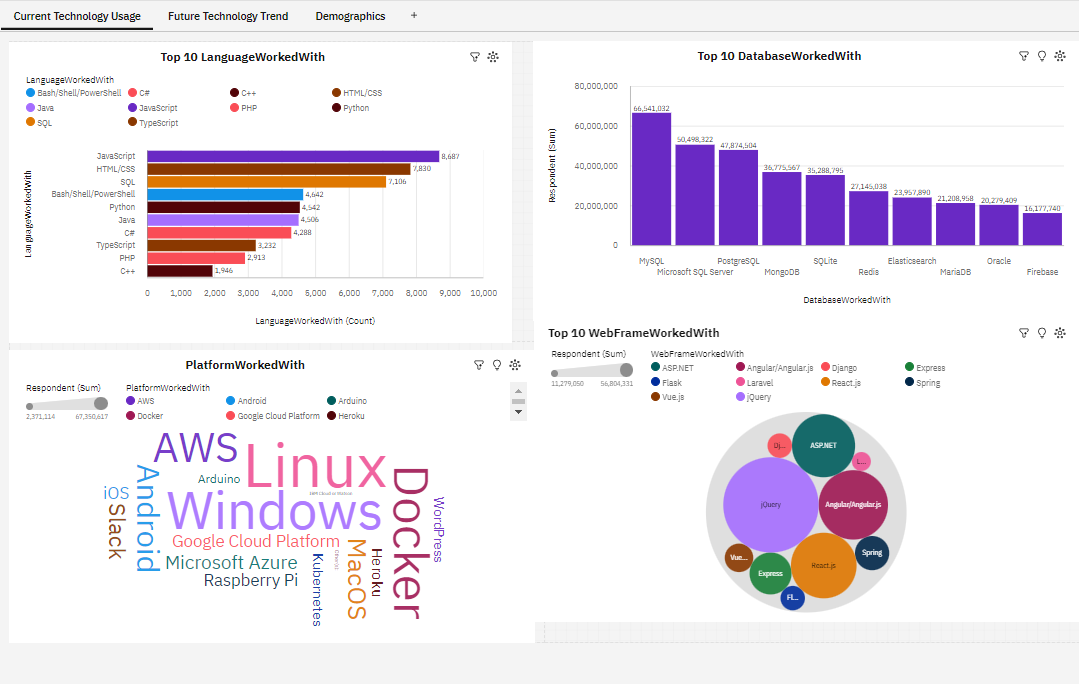 Current Technology Usage Future Technology Trend Demographics +
Top 10 LanguageWorkedWith
LanguageWorkedWith
Bash/Shell/PowerShell C# C++ HTML/CSS
Java JavaScript PHP Python
SQL TypeScript
LanguageWorkedWith
JavaScript 8,687
HTML/CSS 7,830
SQL 7,106
Bash/Shell/PowerShell 4,642
Python 4,542
Java 4,506
C# 4,288
TypeScript 3,232
PHP 2,913
C++ 1,946
0 1,000 2,000 3,000 4,000 5,000 6,000 7,000 8,000 9,000 10,000
LanguageWorkedWith (Count)
Top 10 DatabaseWorkedWith
Respondent (Sum)
80,000,000
60,000,000
40,000,000
20,000,000
0
66,541,032
50,498,322
47,874,504
36,775,567
35,288,795
27,145,038
23,957,890
21,208,958
20,279,409
16,177,740
MySQL PostgreSQL SQLite Elasticsearch Oracle
Microsoft SQL Server MongoDB Redis MariaDB Firebase
DatabaseWorkedWith
PlatformWorkedWith
Respondent (Sum)
2,371,114 67,350,617
PlatformWorkedWith
AWS Android Arduino
Docker Google Cloud Platform Heroku
AWS
Linux
Arduino
iOS
Android
Windows
Docker
WordPress
Slack
Google Cloud Platform
Microsoft Azure
Raspberry Pi
Kubernetes
MacOS
Heroku
Top 10 WebFrameWorkedWith
Respondent (Sum)
11,279,050 56,804,331
WebFrameWorkedWith
ASP.NET Angular/Angular.js Django Express
Flask Laravel React.js Spring
Vue.js jQuery
Dj...
ASP.NET
L...
jQuery
Angular/Angular.js
Vue...
Express
React.js
Spring
Fl...